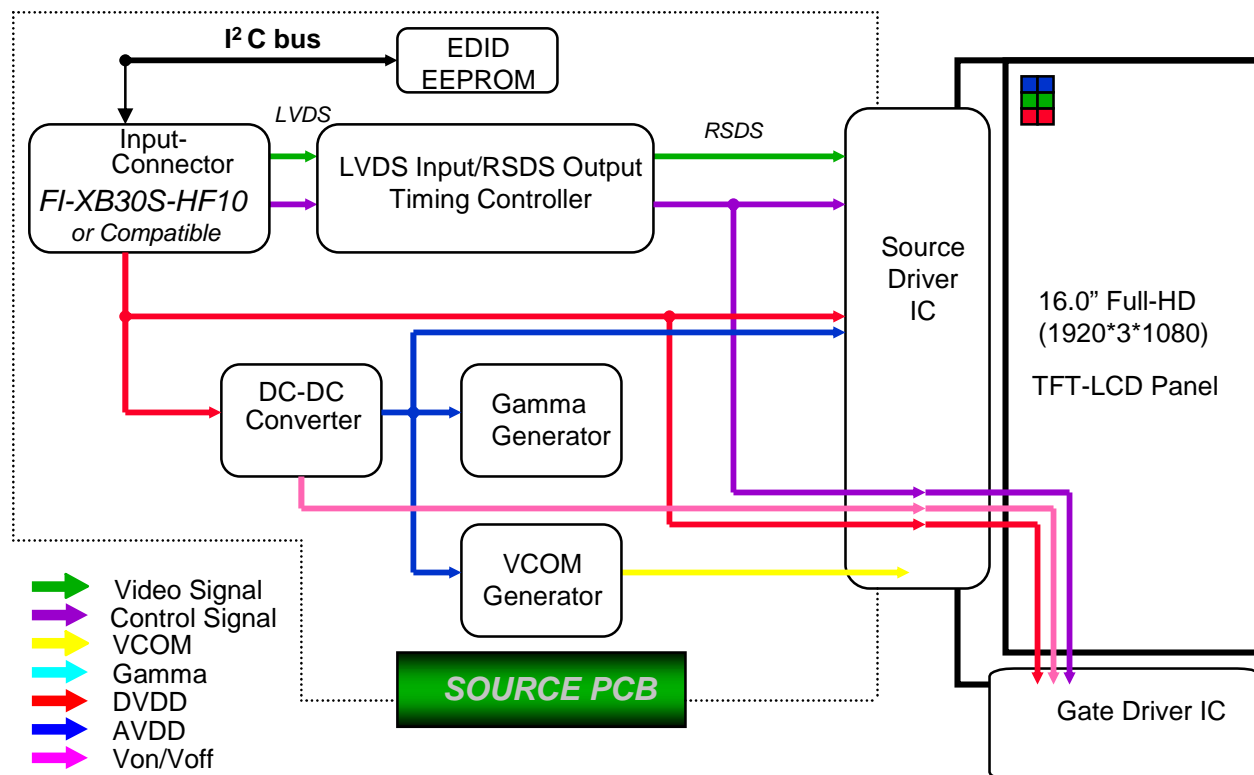 I² C bus
EDID
EEPROM
LVDS
RSDS
Input-
Connector
FI-XB30S-HF10
or Compatible
LVDS Input/RSDS Output
Timing Controller
Source
Driver
IC
16.0” Full-HD
(1920*3*1080)
TFT-LCD Panel
DC-DC
Converter
Gamma
Generator
VCOM
Generator
Video Signal
Control Signal
VCOM
Gamma
DVDD
AVDD
Von/Voff
SOURCE PCB
Gate Driver IC